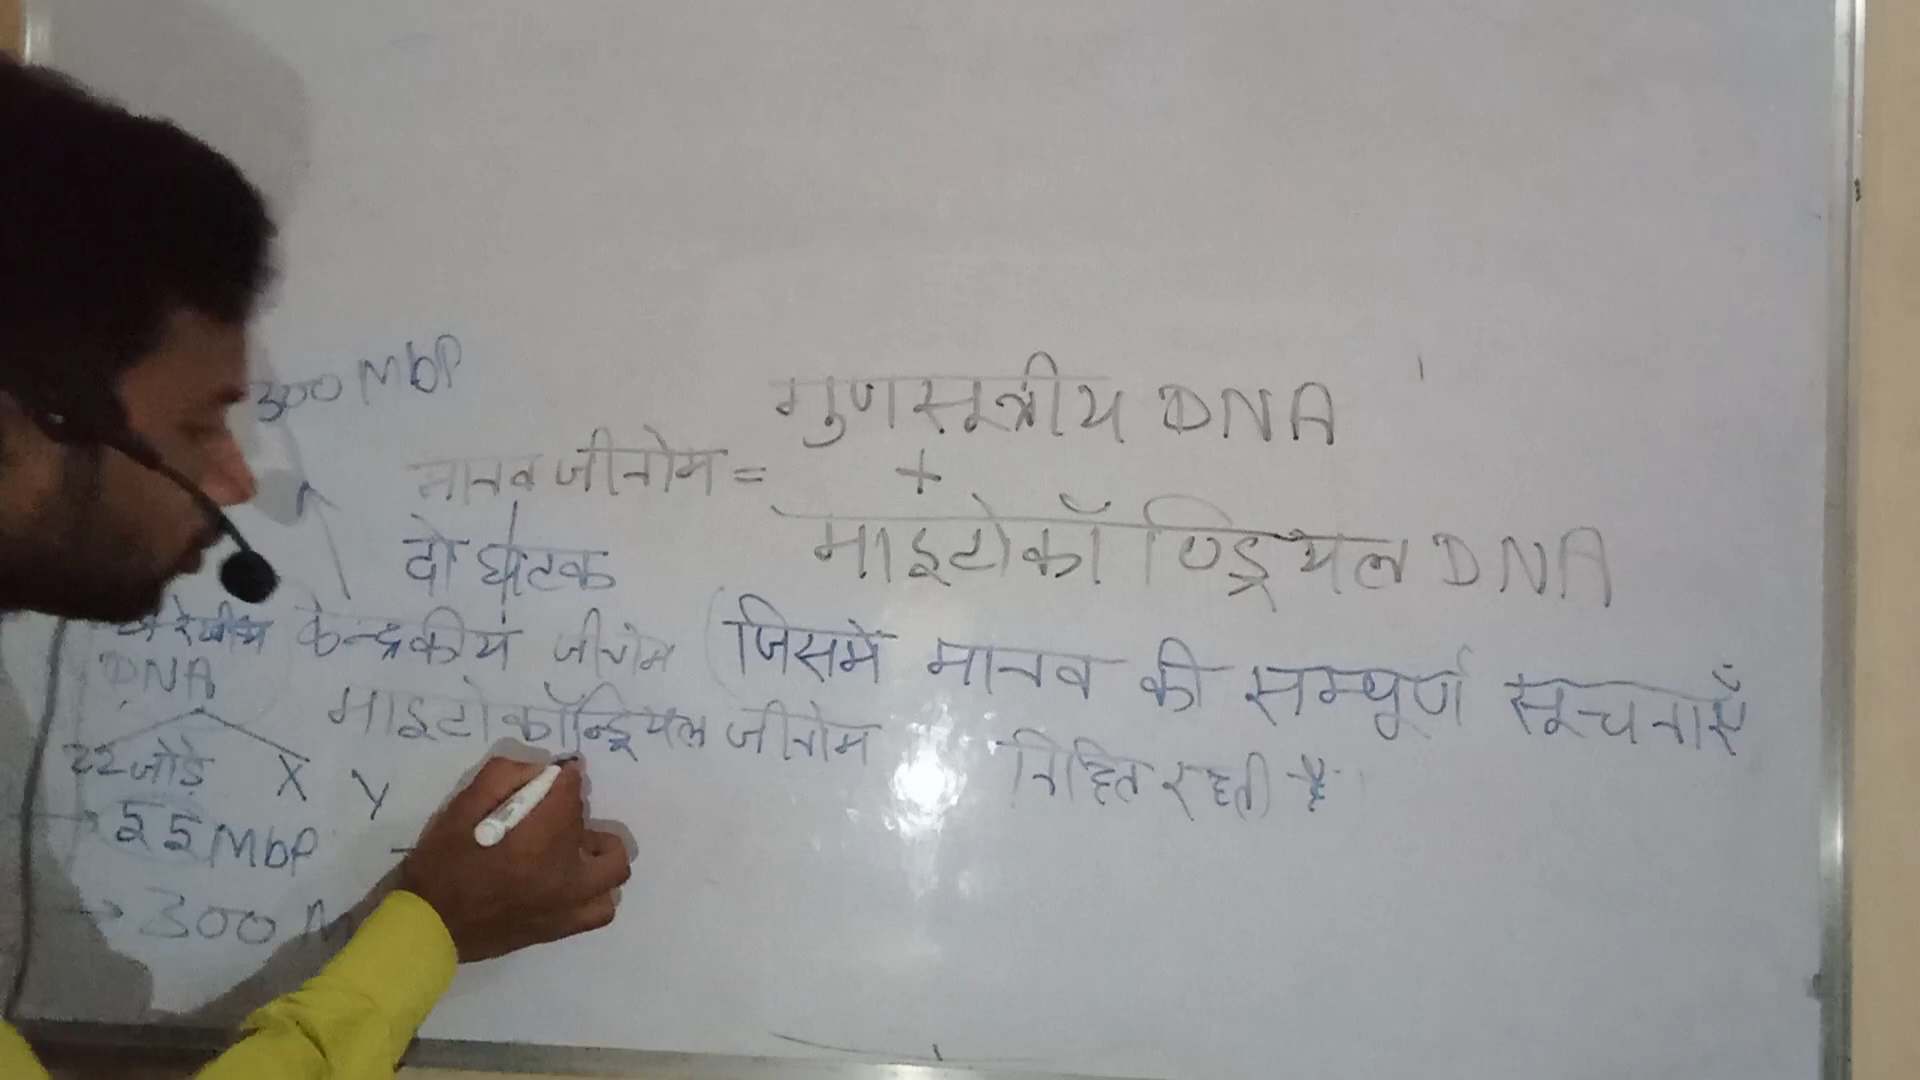 300 Mbp
गुणसूत्रीय DNA
मानव जीनोम = +
दो घटक माइटोकॉण्ड्रियल DNA
केन्द्रकीय जीनोम (जिसमें मानव की सम्पूर्ण सूचनाएँ
DNA
माइटोकॉन्ड्रियल जीनोम निहित रहती है
22 जोड़े X Y
→ 55 Mbp
→ 300 M